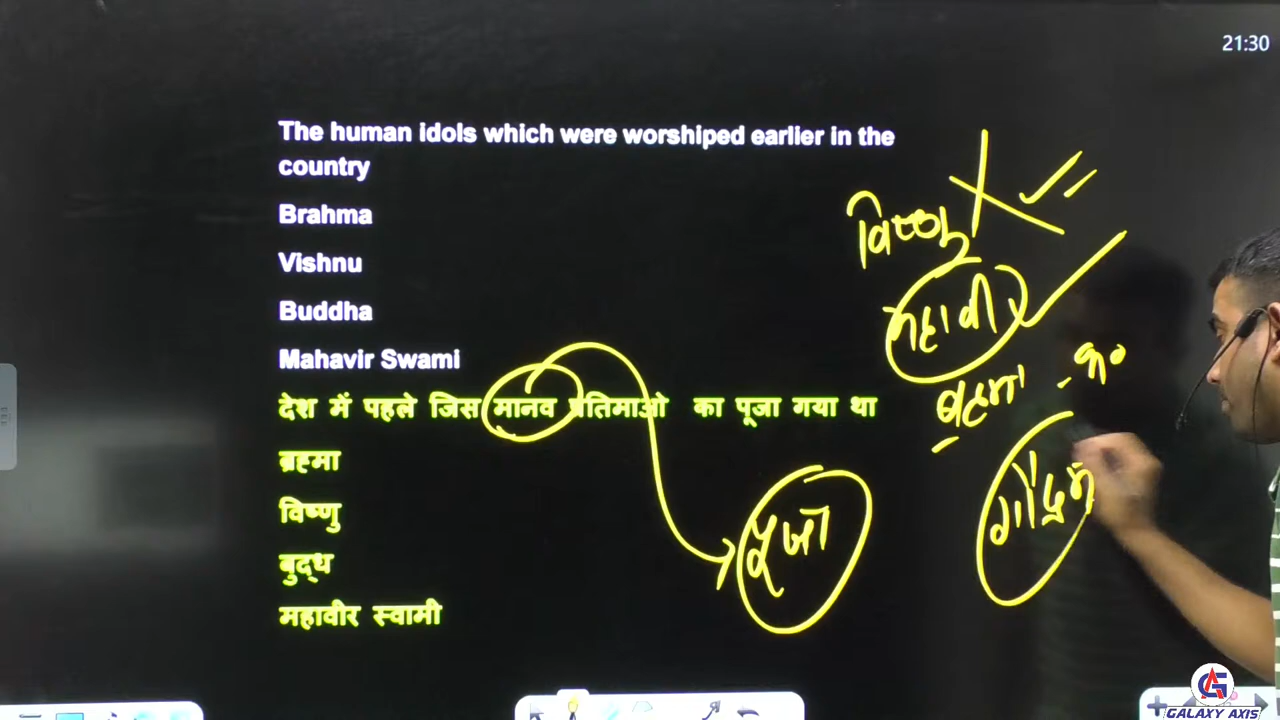 21:30
The human idols which were worshiped earlier in the
country
Brahma
Vishnu
Buddha
Mahavir Swami
देश में पहले जिस मानव प्रतिमाओ का पूजा गया था
ब्रह्मा
विष्णु
बुद्ध
महावीर स्वामी
विष्णु
महावी
पूजा
GALAXY AXIS